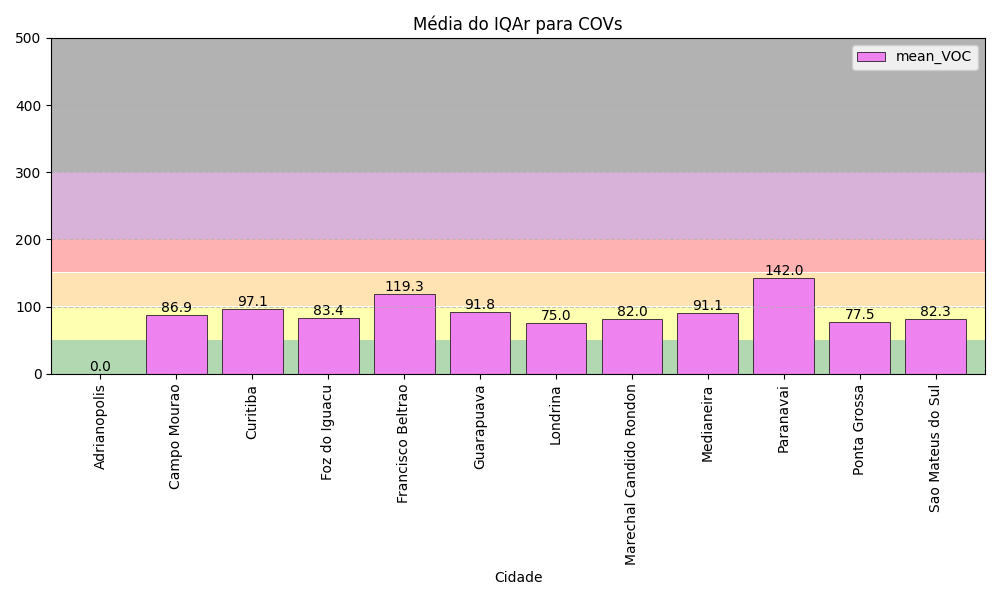 Média do IQAr para COVs
mean_VOC
500
400
300
200
100
0
0.0
86.9
97.1
83.4
119.3
91.8
75.0
82.0
91.1
142.0
77.5
82.3
Adrianopolis
Campo Mourao
Curitiba
Foz do Iguacu
Francisco Beltrao
Guarapuava
Londrina
Marechal Candido Rondon
Medianeira
Paranavai
Ponta Grossa
Sao Mateus do Sul
Cidade